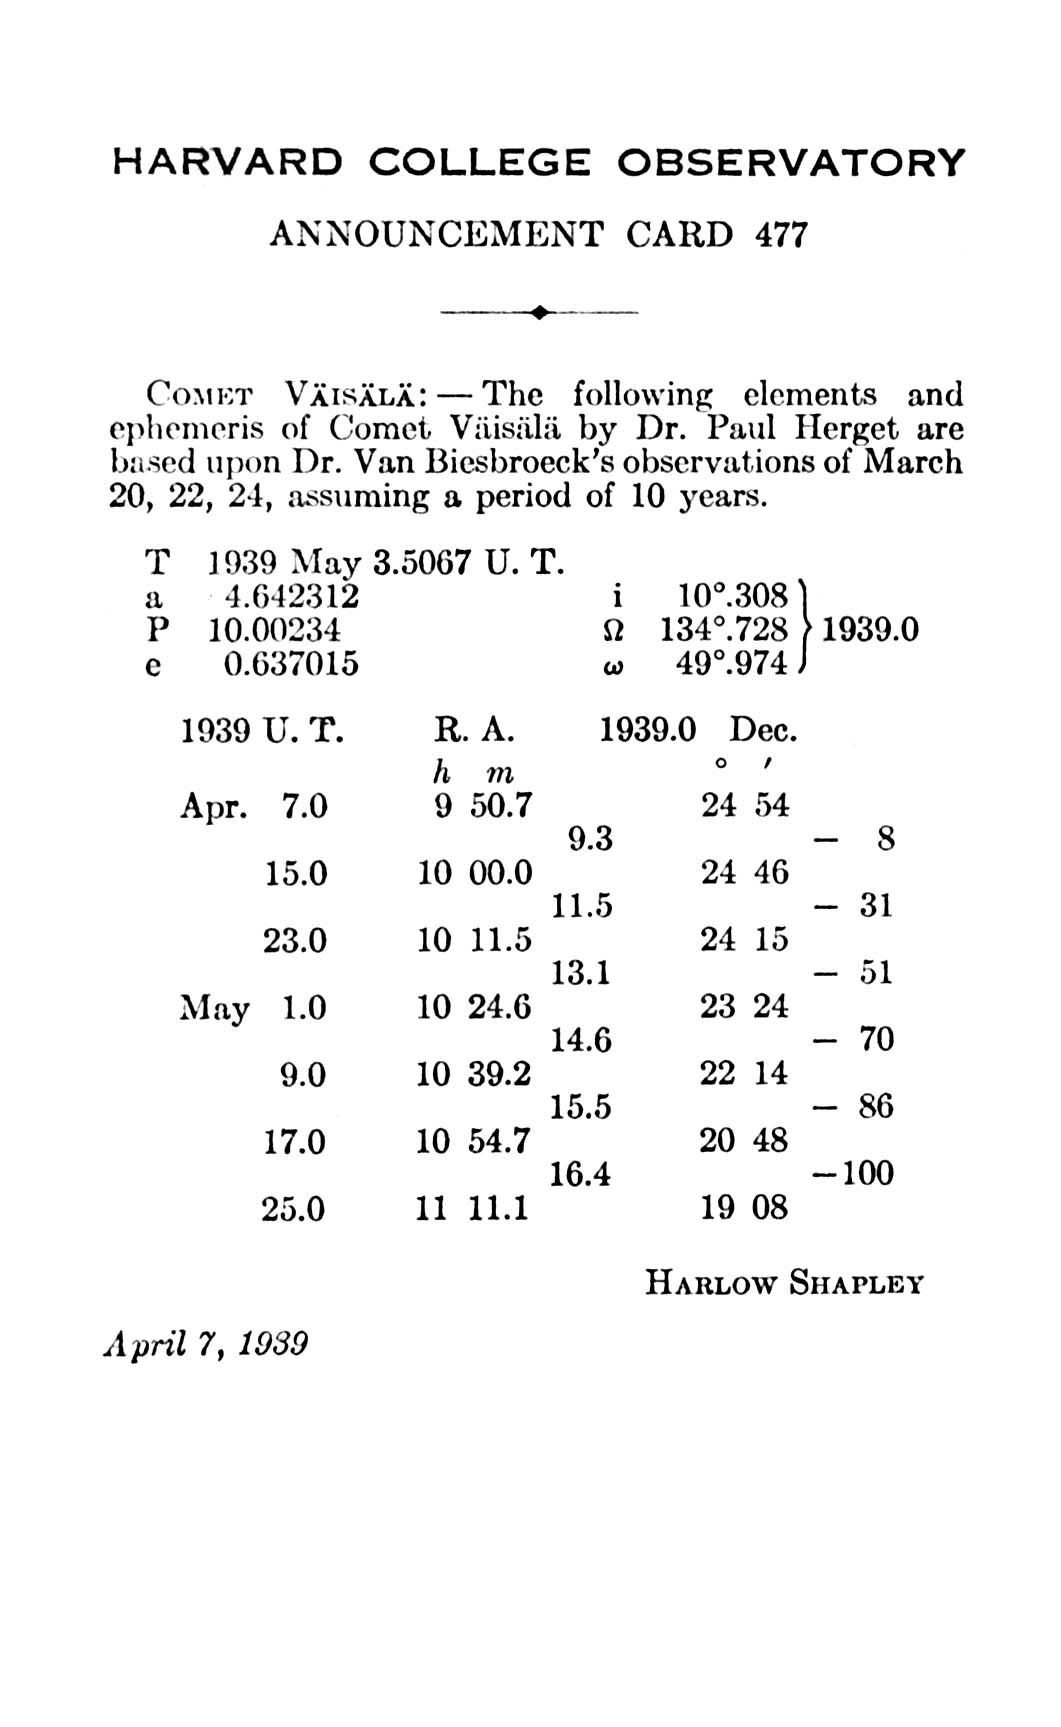 HARVARD COLLEGE OBSERVATORY
ANNOUNCEMENT CARD 477
COMET VÄISÄLÄ: — The following elements and
ephemeris of Comet Väisälä by Dr. Paul Herget are
based upon Dr. Van Biesbroeck's observations of March
20, 22, 24, assuming a period of 10 years.
T 1939 May 3.5067 U. T.
a 4.642312 i 10°.308
P 10.00234 Ω 134°.728 } 1939.0
e 0.637015 ω 49°.974
1939 U. T. R. A. 1939.0 Dec.
h m ° ′
Apr. 7.0 9 50.7 24 54
9.3 — 8
15.0 10 00.0 24 46
11.5 — 31
23.0 10 11.5 24 15
13.1 — 51
May 1.0 10 24.6 23 24
14.6 — 70
9.0 10 39.2 22 14
15.5 — 86
17.0 10 54.7 20 48
16.4 —100
25.0 11 11.1 19 08
HARLOW SHAPLEY
April 7, 1939